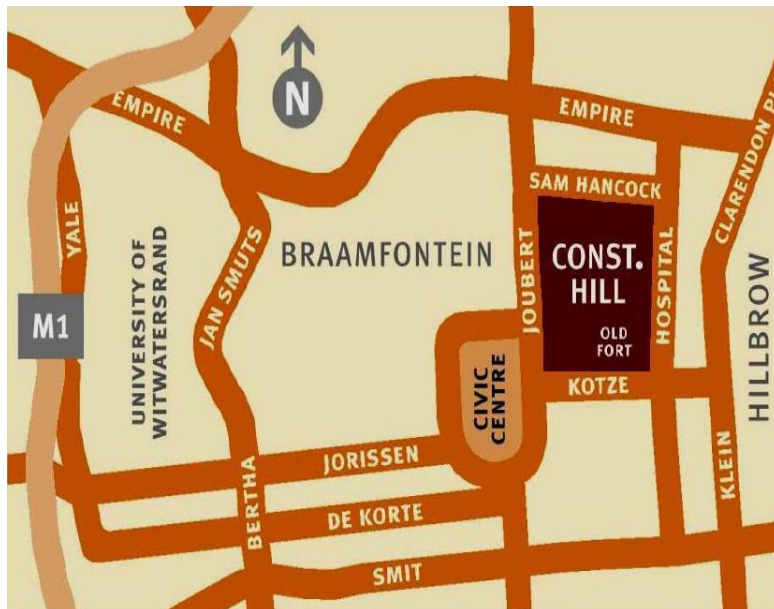 N
EMPIRE
EMPIRE
CLARENDON PL
SAM HANCOCK
YALE
UNIVERSITY OF
WITWATERSRAND
JAN SMUTS
BRAAMFONTEIN
JOUBERT
CONST.
HILL
OLD
FORT
HOSPITAL
HILLBROW
M1
CIVIC
CENTRE
KOTZE
KLEIN
JORISSEN
BERTHA
DE KORTE
SMIT